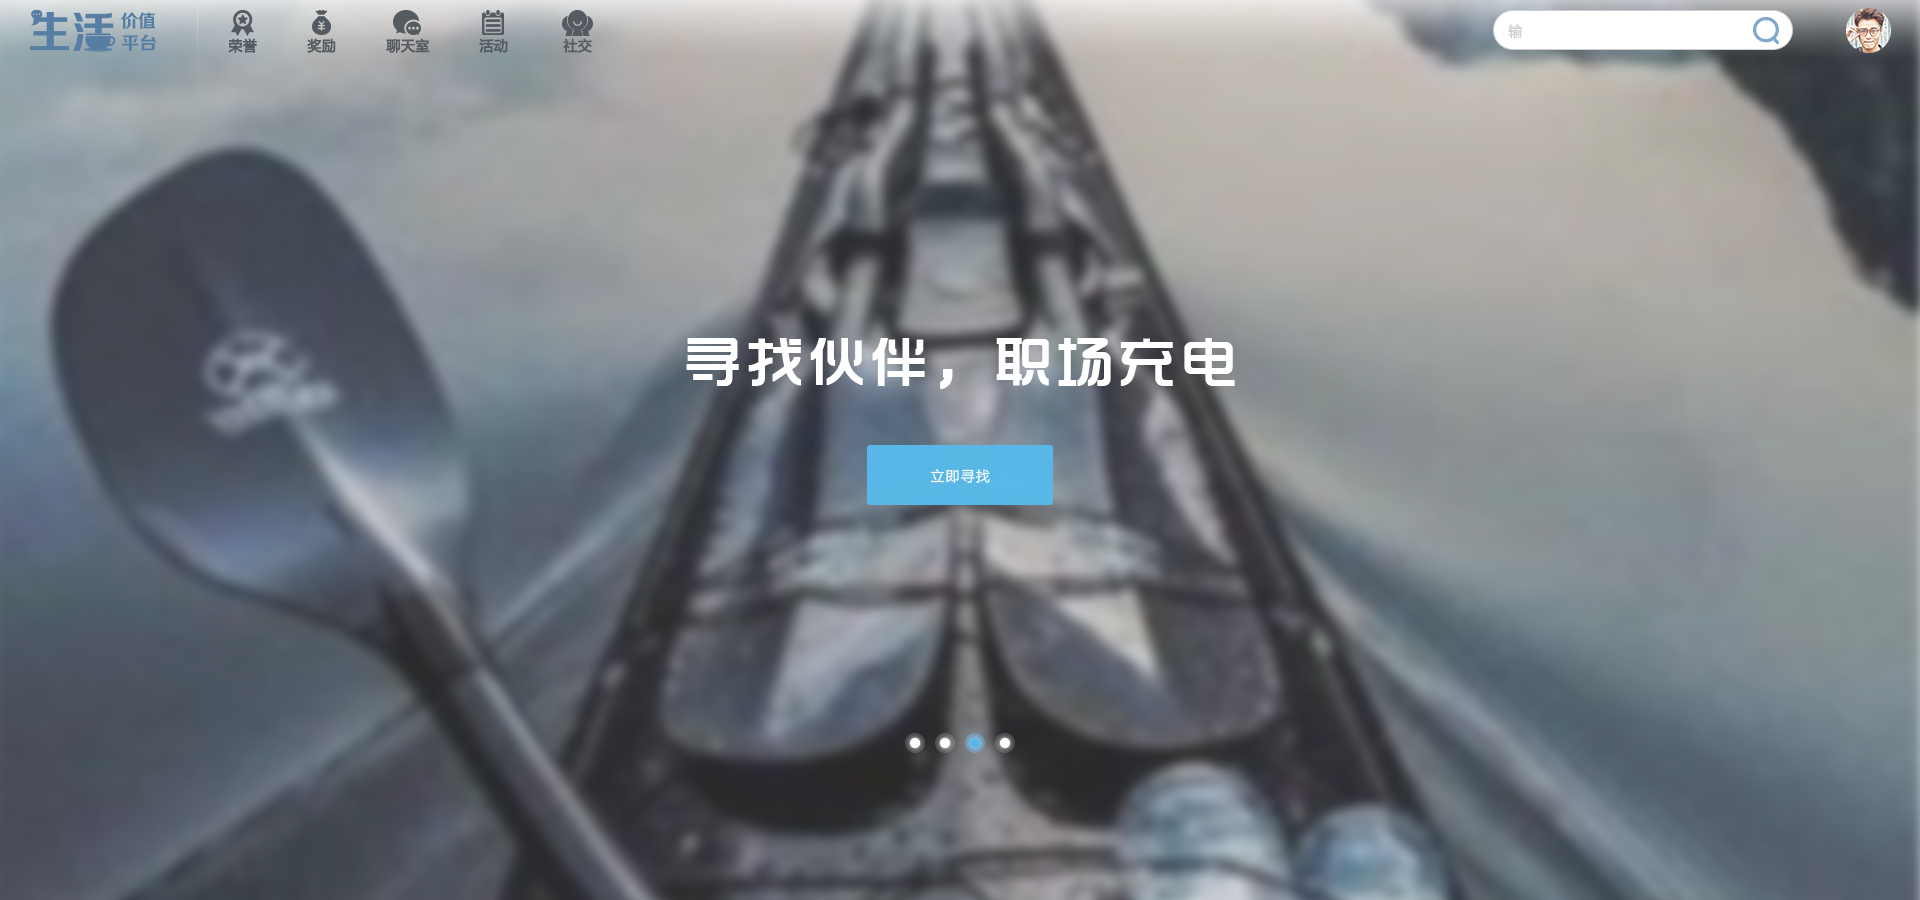 生活 价值
平台
荣誉
奖励
聊天室
活动
社交
输
寻找伙伴，职场充电
立即寻找